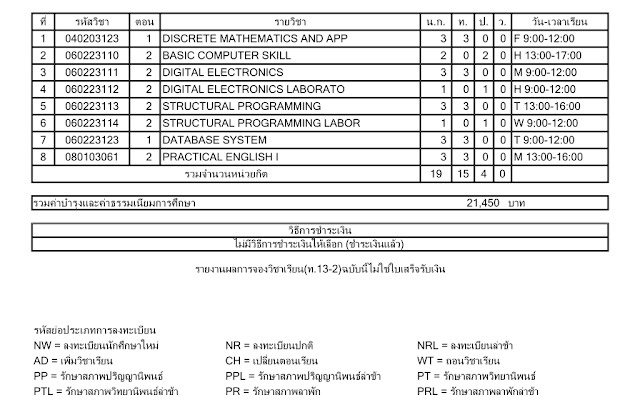 ที่ รหัสวิชา ตอน รายวิชา น.ก. ท. ป. ว. วัน-เวลาเรียน
1 040203123 1 DISCRETE MATHEMATICS AND APP 3 3 0 0 F 9:00-12:00
2 060223110 2 BASIC COMPUTER SKILL 2 0 2 0 H 13:00-17:00
3 060223111 2 DIGITAL ELECTRONICS 3 3 0 0 M 9:00-12:00
4 060223112 2 DIGITAL ELECTRONICS LABORATO 1 0 1 0 H 9:00-12:00
5 060223113 2 STRUCTURAL PROGRAMMING 3 3 0 0 T 13:00-16:00
6 060223114 2 STRUCTURAL PROGRAMMING LABOR 1 0 1 0 W 9:00-12:00
7 060223123 1 DATABASE SYSTEM 3 3 0 0 T 9:00-12:00
8 080103061 2 PRACTICAL ENGLISH I 3 3 0 0 M 13:00-16:00
รวมจำนวนหน่วยกิต 19 15 4 0
รวมค่าบำรุงและค่าธรรมเนียมการศึกษา 21,450 บาท
วิธีการชำระเงิน
ไม่มีวิธีการชำระเงินให้เลือก (ชำระเงินแล้ว)
รายงานผลการจองวิชาเรียน(ท.13-2)ฉบับนี้ไม่ใช่ใบเสร็จรับเงิน
รหัสย่อประเภทการลงทะเบียน
NW = ลงทะเบียนนักศึกษาใหม่ NR = ลงทะเบียนปกติ NRL = ลงทะเบียนล่าช้า
AD = เพิ่มวิชาเรียน CH = เปลี่ยนตอนเรียน WT = ถอนวิชาเรียน
PP = รักษาสภาพปริญญานิพนธ์ PPL = รักษาสภาพปริญญานิพนธ์ล่าช้า PT = รักษาสภาพวิทยานิพนธ์
PTL = รักษาสภาพวิทยานิพนธ์ล่าช้า PR = รักษาสภาพลาพัก PRL = รักษาสภาพลาพักล่าช้า